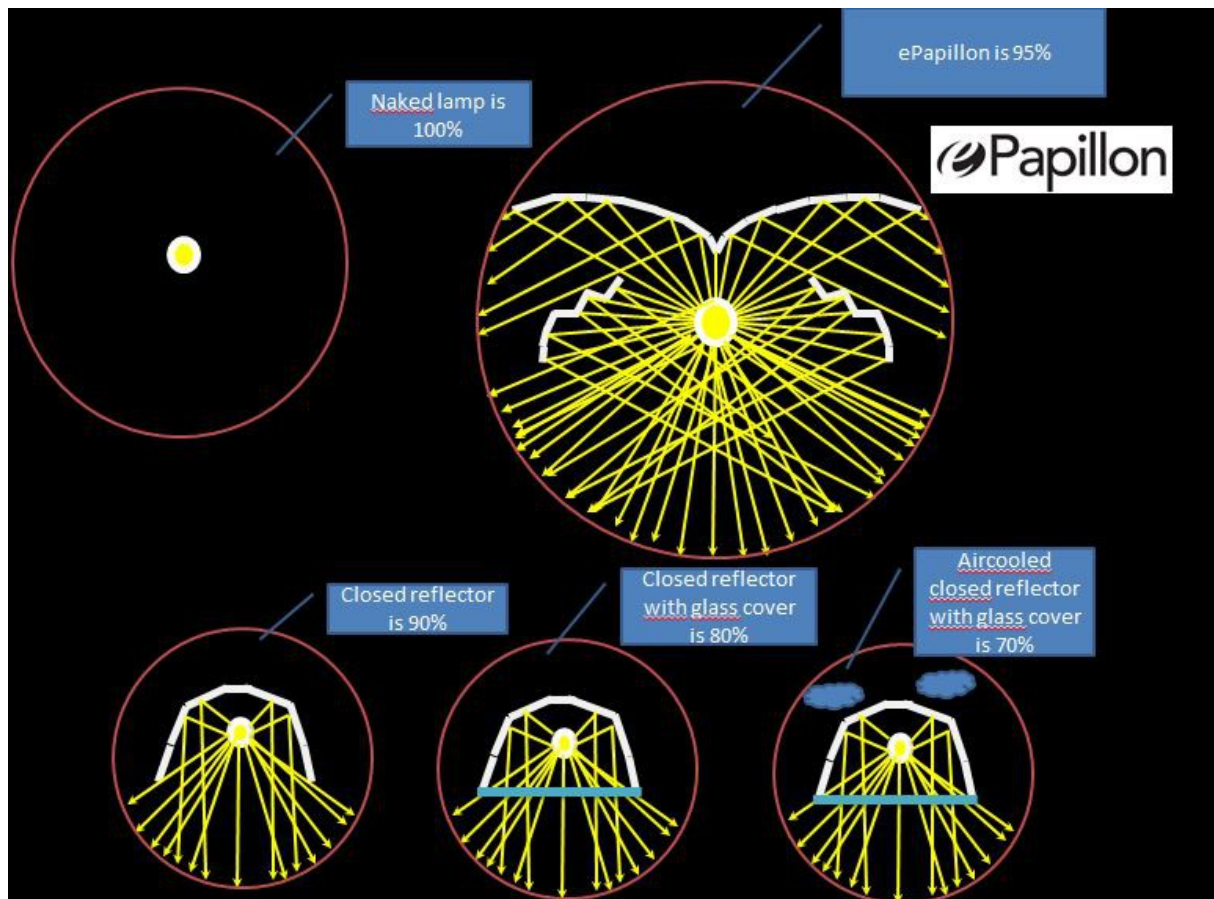 ePapillon is 95%
Naked lamp is
100%
ePapillon
Closed reflector
is 90%
Closed reflector
with glass cover
is 80%
Aircooled
closed reflector
with glass cover
is 70%